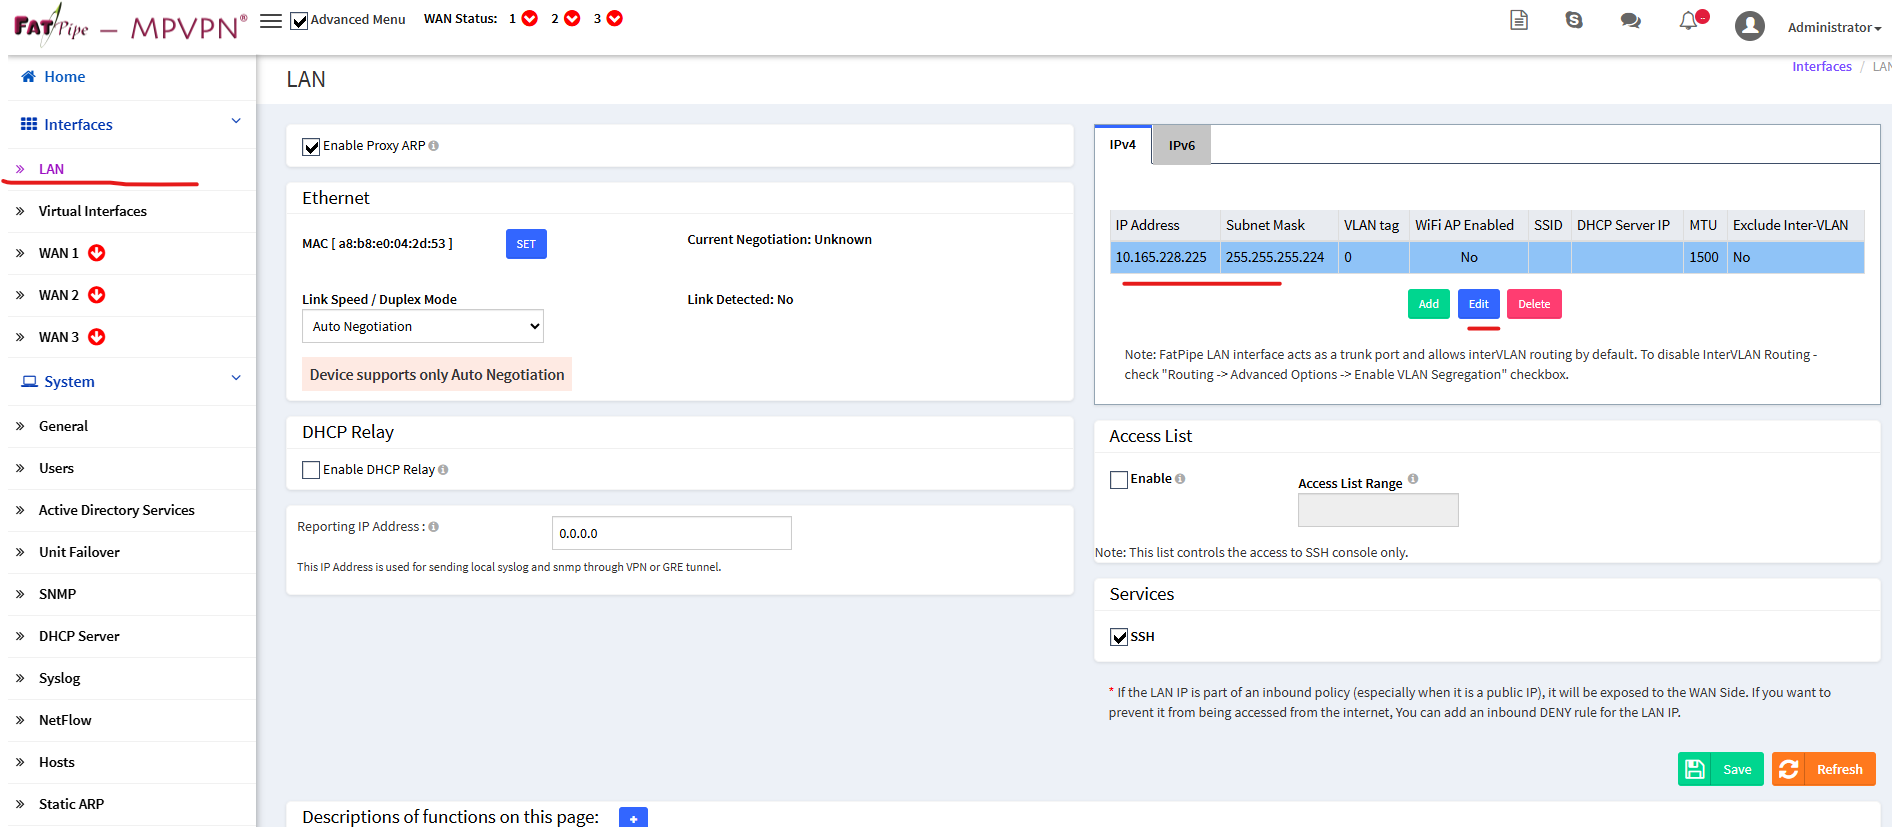 FATPipe — MPVPN®
Advanced Menu
WAN Status: 1 2 3
Administrator
Home
Interfaces
LAN
Virtual Interfaces
WAN 1
WAN 2
WAN 3
System
General
Users
Active Directory Services
Unit Failover
SNMP
DHCP Server
Syslog
NetFlow
Hosts
Static ARP
LAN
Interfaces / LAN
Enable Proxy ARP
Ethernet
MAC [ a8:b8:e0:04:2d:53 ]
SET
Current Negotiation: Unknown
Link Speed / Duplex Mode
Link Detected: No
Auto Negotiation
Device supports only Auto Negotiation
DHCP Relay
Enable DHCP Relay
Reporting IP Address :
0.0.0.0
This IP Address is used for sending local syslog and snmp through VPN or GRE tunnel.
IPv4 IPv6
IP Address Subnet Mask VLAN tag WiFi AP Enabled SSID DHCP Server IP MTU Exclude Inter-VLAN
10.165.228.225 255.255.255.224 0 No 1500 No
Add Edit Delete
Note: FatPipe LAN interface acts as a trunk port and allows interVLAN routing by default. To disable InterVLAN Routing -
check "Routing -> Advanced Options -> Enable VLAN Segregation" checkbox.
Access List
Enable
Access List Range
Note: This list controls the access to SSH console only.
Services
SSH
* If the LAN IP is part of an inbound policy (especially when it is a public IP), it will be exposed to the WAN Side. If you want to
prevent it from being accessed from the internet, You can add an inbound DENY rule for the LAN IP.
Save Refresh
Descriptions of functions on this page: +